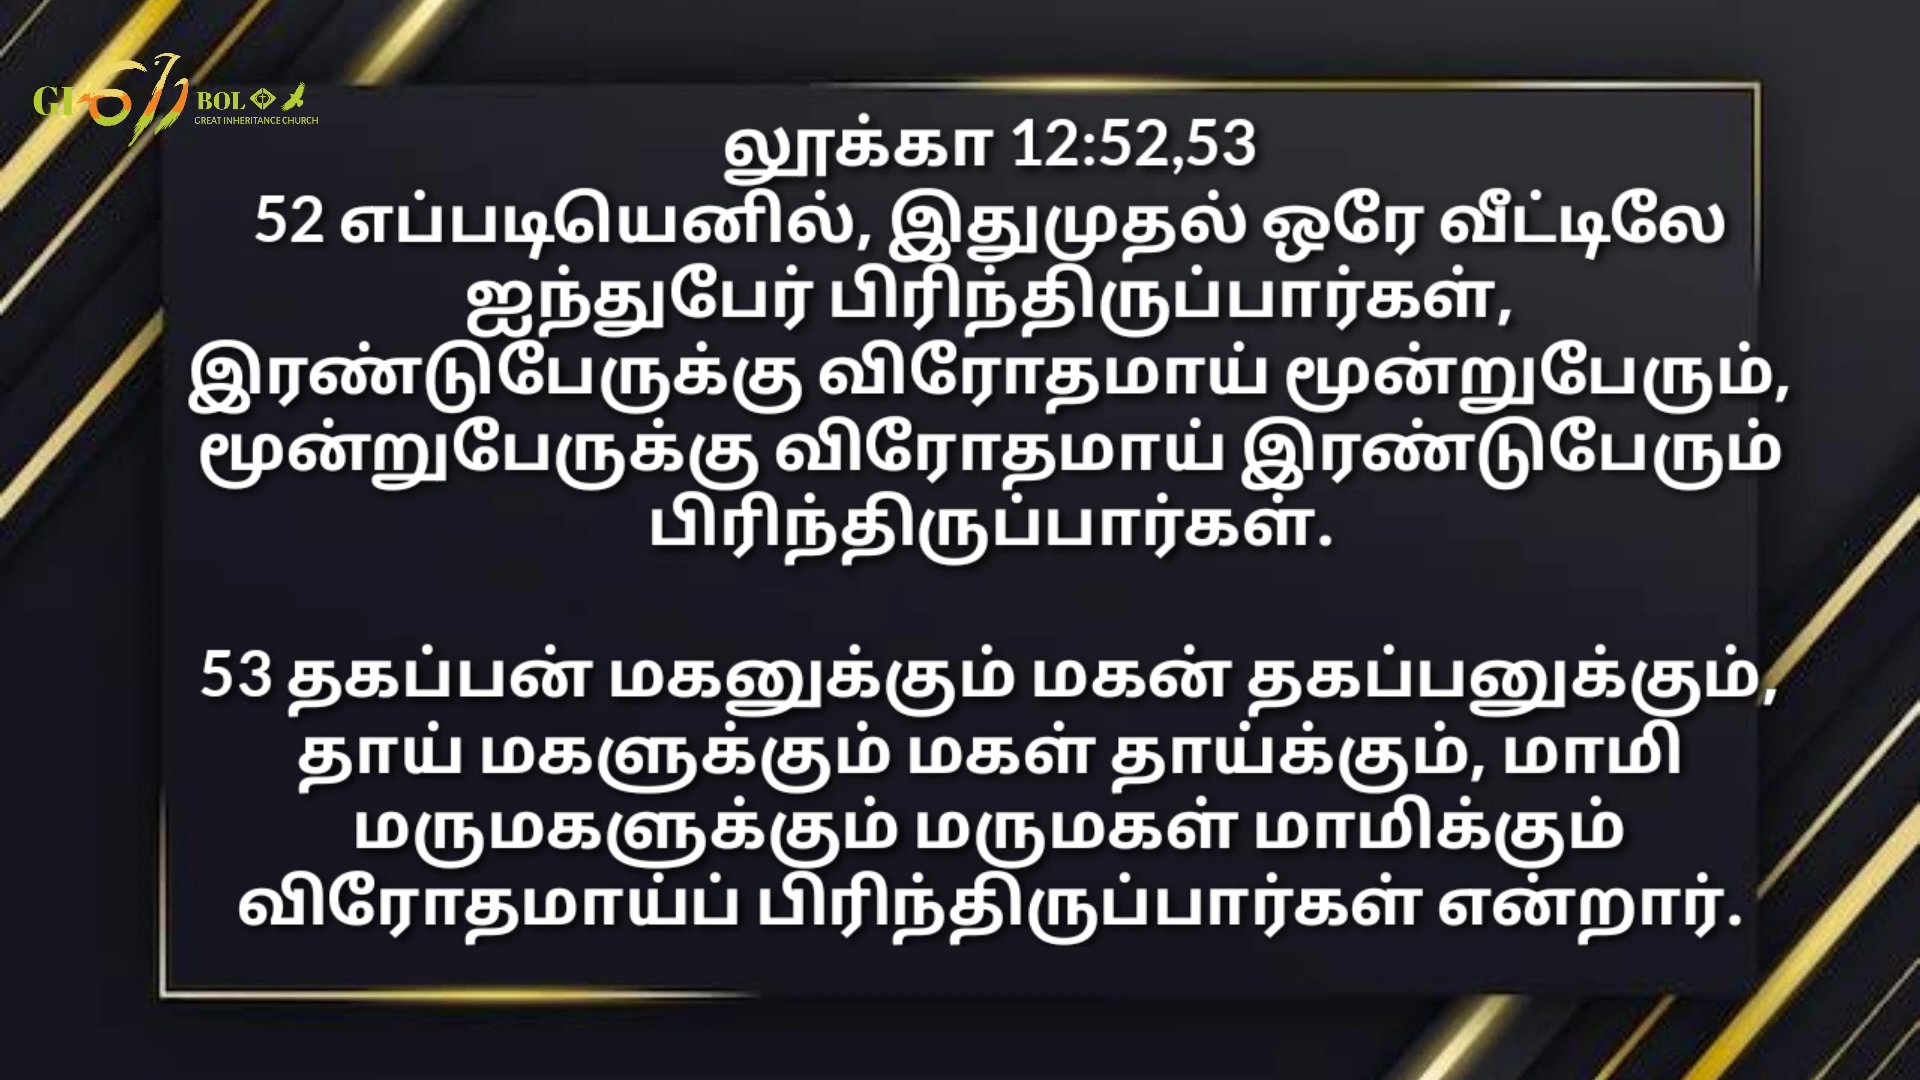 GI BOL
GREAT INHERITANCE CHURCH
லூக்கா 12:52,53
52 எப்படியெனில், இதுமுதல் ஒரே வீட்டிலே
ஐந்துபேர் பிரிந்திருப்பார்கள்,
இரண்டுபேருக்கு விரோதமாய் மூன்றுபேரும்,
மூன்றுபேருக்கு விரோதமாய் இரண்டுபேரும்
பிரிந்திருப்பார்கள்.
53 தகப்பன் மகனுக்கும் மகன் தகப்பனுக்கும்,
தாய் மகளுக்கும் மகள் தாய்க்கும், மாமி
மருமகளுக்கும் மருமகள் மாமிக்கும்
விரோதமாய்ப் பிரிந்திருப்பார்கள் என்றார்.